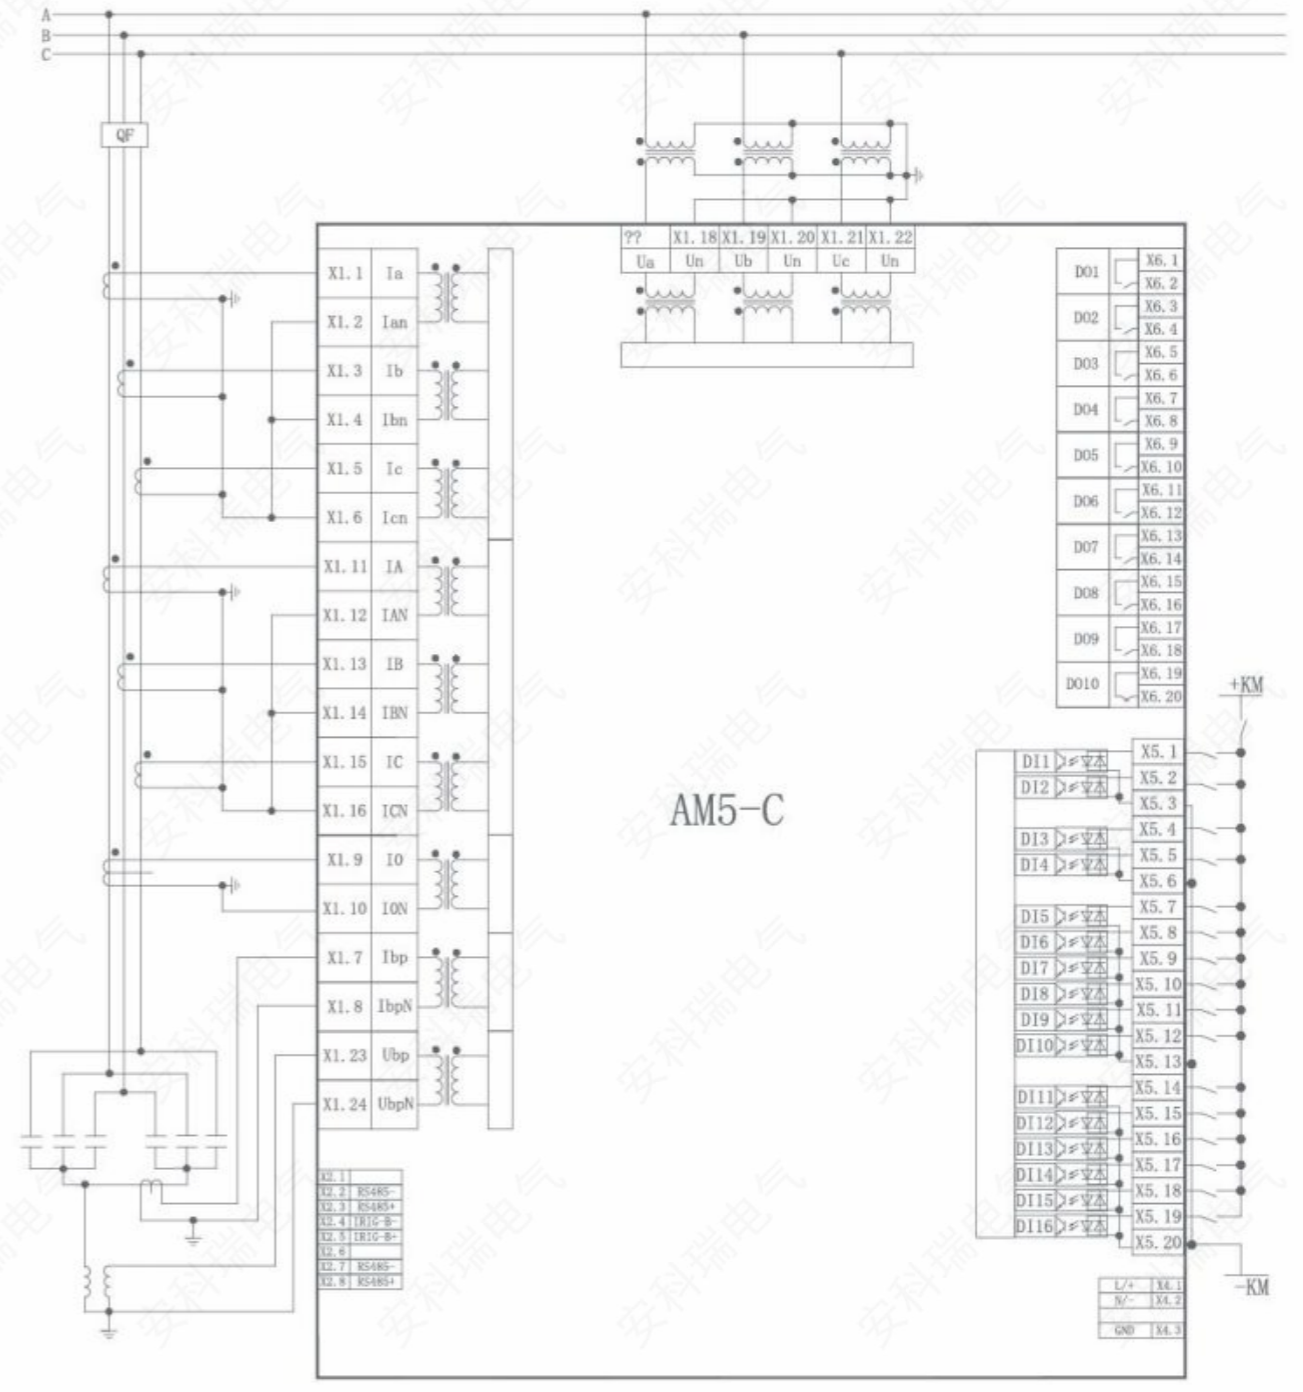 A
B
C
QF
?? X1.18 X1.19 X1.20 X1.21 X1.22
Ua Un Ub Un Uc Un
X1.1 Ia
X1.2 Ian
X1.3 Ib
X1.4 Ibn
X1.5 Ic
X1.6 Icn
X1.11 IA
X1.12 IAN
X1.13 IB
X1.14 IBN
X1.15 IC
X1.16 ICN
X1.9 I0
X1.10 I0N
X1.7 Ibp
X1.8 IbpN
X1.23 Ubp
X1.24 UbpN
X2.1
X2.2 RS485-
X2.3 RS485+
X2.4 IRIG-B-
X2.5 IRIG-B+
X2.6
X2.7 RS485-
X2.8 RS485+
AM5-C
DO1 X6.1
X6.2
DO2 X6.3
X6.4
DO3 X6.5
X6.6
DO4 X6.7
X6.8
DO5 X6.9
X6.10
DO6 X6.11
X6.12
DO7 X6.13
X6.14
DO8 X6.15
X6.16
DO9 X6.17
X6.18
DO10 X6.19
X6.20
+KM
DI1 X5.1
DI2 X5.2
X5.3
DI3 X5.4
DI4 X5.5
X5.6
DI5 X5.7
DI6 X5.8
DI7 X5.9
DI8 X5.10
DI9 X5.11
DI10 X5.12
X5.13
DI11 X5.14
DI12 X5.15
DI13 X5.16
DI14 X5.17
DI15 X5.18
DI16 X5.19
X5.20
-KM
L/+ X4.1
N/- X4.2
GND X4.3
安科瑞电气